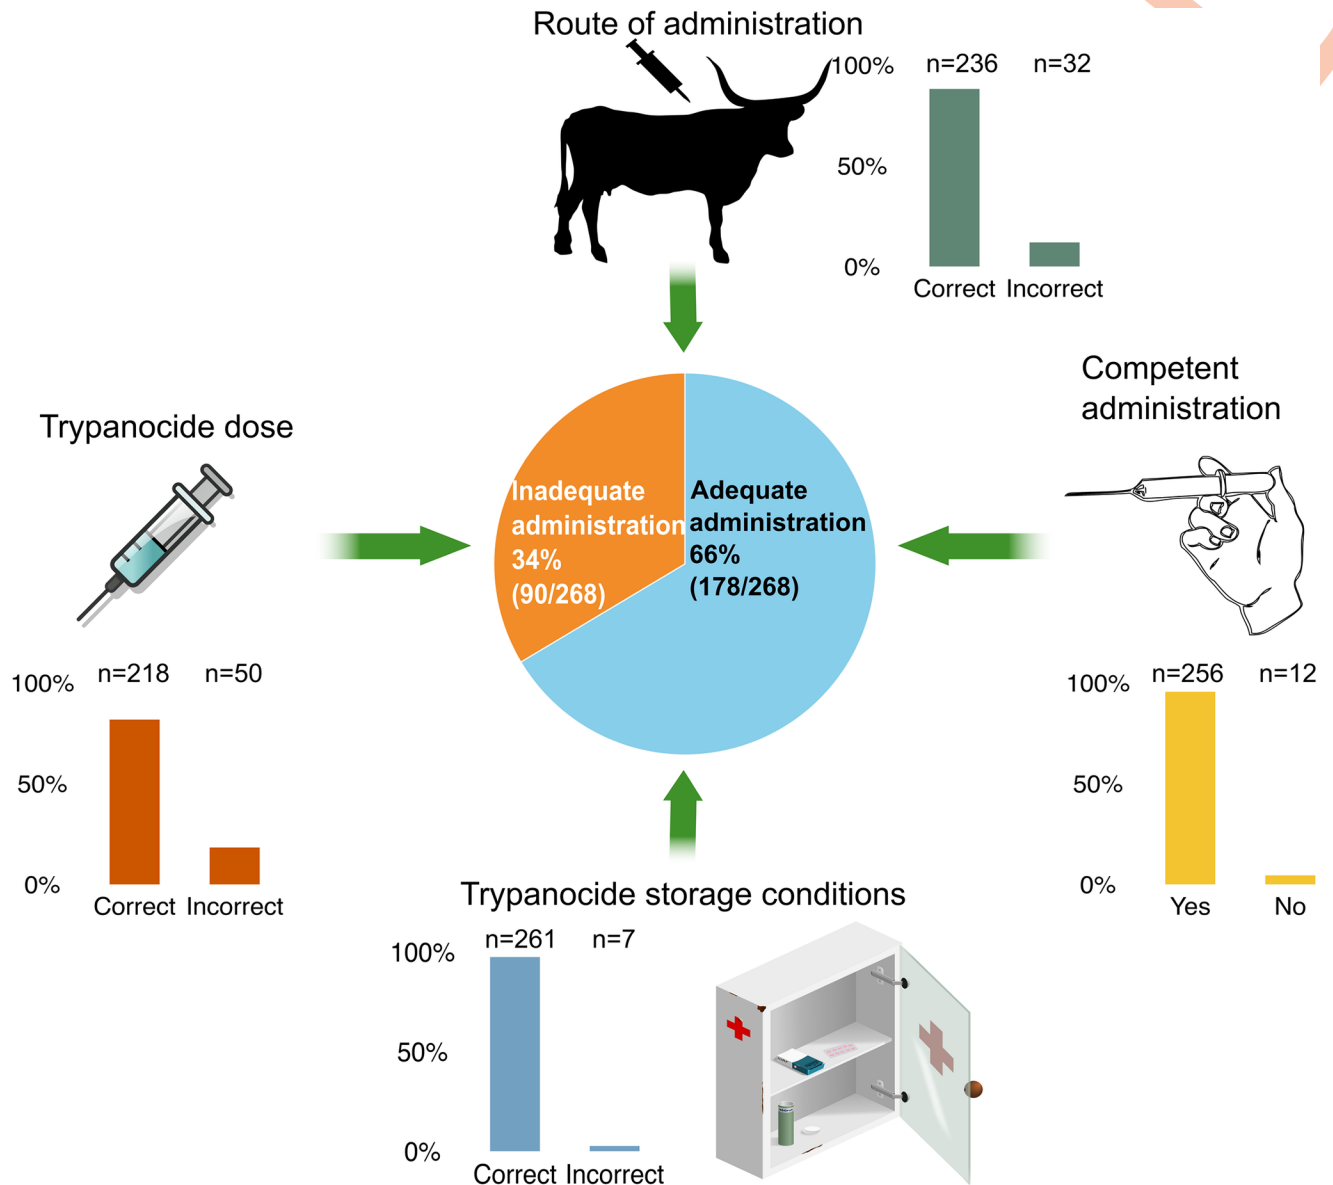 Route of administration
100%
n=236
n=32
50%
0%
Correct
Incorrect
Competent
administration
Trypanocide dose
Inadequate
administration
34%
(90/268)
Adequate
administration
66%
(178/268)
100%
n=218
n=50
50%
0%
Correct
Incorrect
100%
n=256
n=12
50%
0%
Yes
No
Trypanocide storage conditions
100%
n=261
n=7
50%
0%
Correct
Incorrect